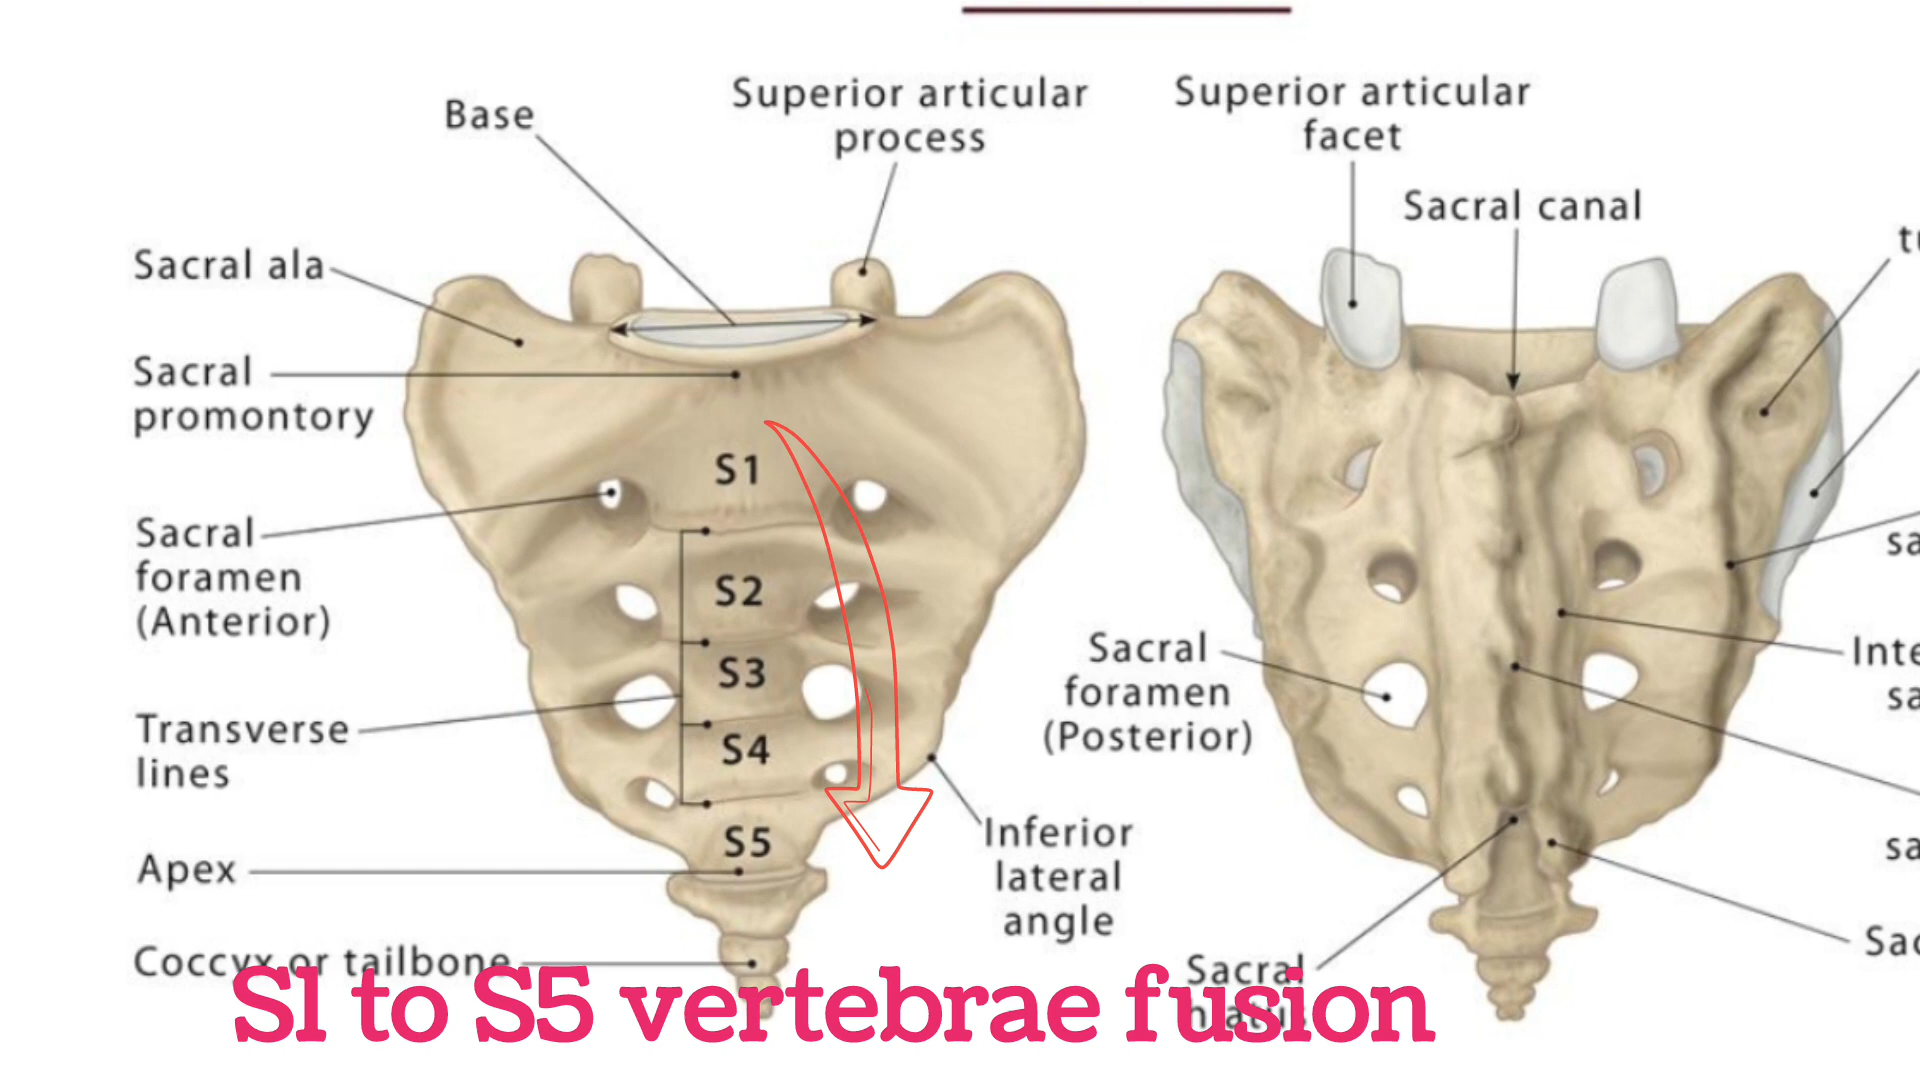 Base
Superior articular
process
Superior articular
facet
Sacral canal
Sacral ala
Sacral
promontory
S1
Sacral
foramen
(Anterior)
S2
S3
Sacral
foramen
(Posterior)
Transverse
lines
S4
S5
Inferior
lateral
angle
Apex
Coccyx or tailbone
Sacral
S1 to S5 vertebrae fusion